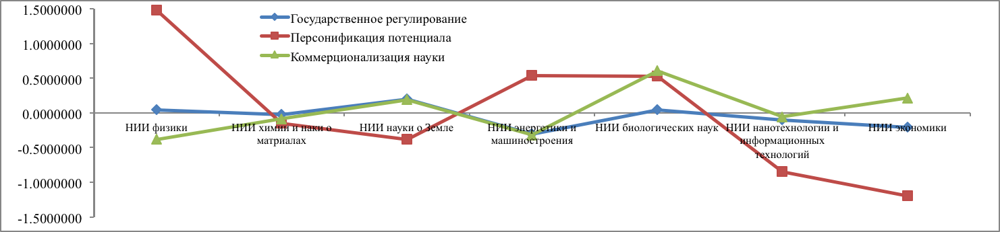 1.5000000
1.0000000
0.5000000
0.0000000
-0.5000000
-1.0000000
-1.5000000
Государственное регулирование
Персонификация потенциала
Коммерционализация науки
НИИ физики
НИИ химии и наки о
матриалах
НИИ науки о Земле
НИИ энергетики и
машиностроения
НИИ биологических наук
НИИ нанотехнологии и
информационных
технологий
НИИ экономики